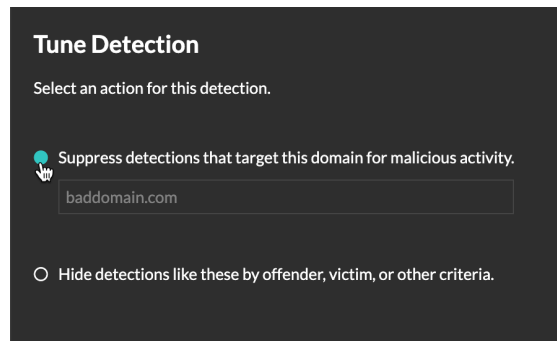 Tune Detection
Select an action for this detection.
Suppress detections that target this domain for malicious activity.
baddomain.com
Hide detections like these by offender, victim, or other criteria.